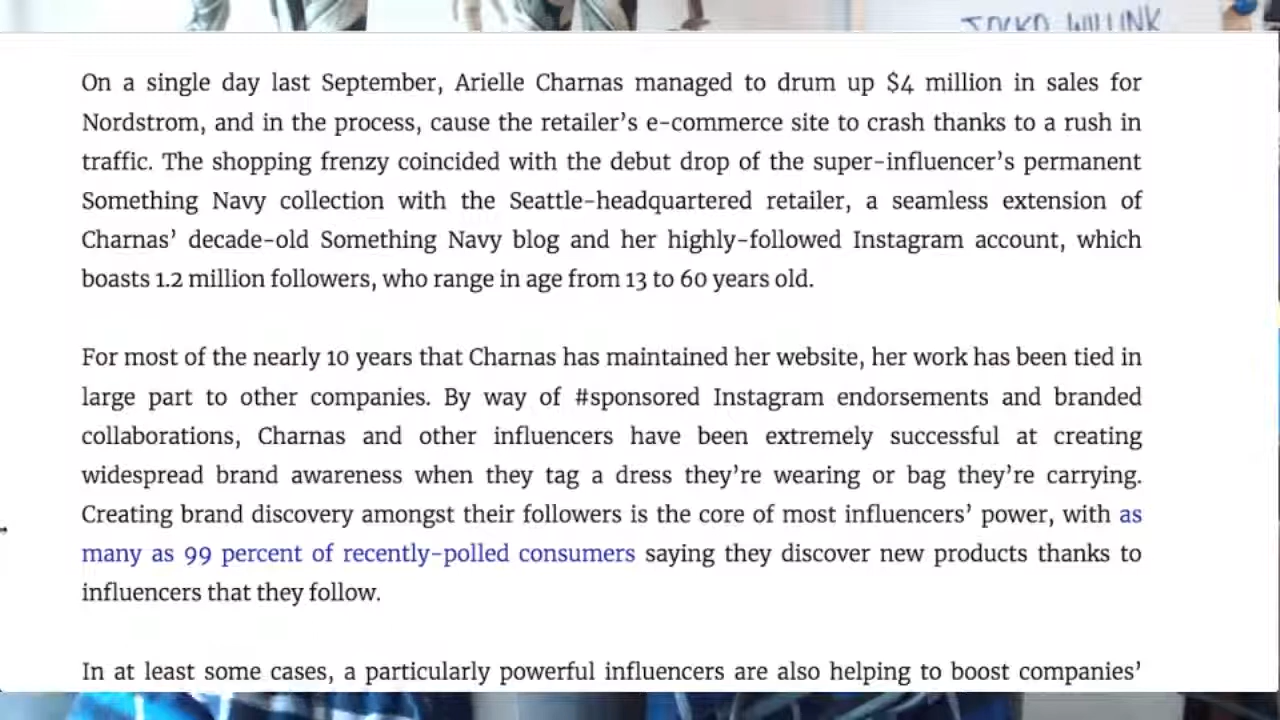 JOCKO WILLINK
On a single day last September, Arielle Charnas managed to drum up $4 million in sales for
Nordstrom, and in the process, cause the retailer’s e-commerce site to crash thanks to a rush in
traffic. The shopping frenzy coincided with the debut drop of the super-influencer’s permanent
Something Navy collection with the Seattle-headquartered retailer, a seamless extension of
Charnas’ decade-old Something Navy blog and her highly-followed Instagram account, which
boasts 1.2 million followers, who range in age from 13 to 60 years old.
For most of the nearly 10 years that Charnas has maintained her website, her work has been tied in
large part to other companies. By way of #sponsored Instagram endorsements and branded
collaborations, Charnas and other influencers have been extremely successful at creating
widespread brand awareness when they tag a dress they’re wearing or bag they’re carrying.
Creating brand discovery amongst their followers is the core of most influencers’ power, with as
many as 99 percent of recently-polled consumers saying they discover new products thanks to
influencers that they follow.
In at least some cases, a particularly powerful influencers are also helping to boost companies’